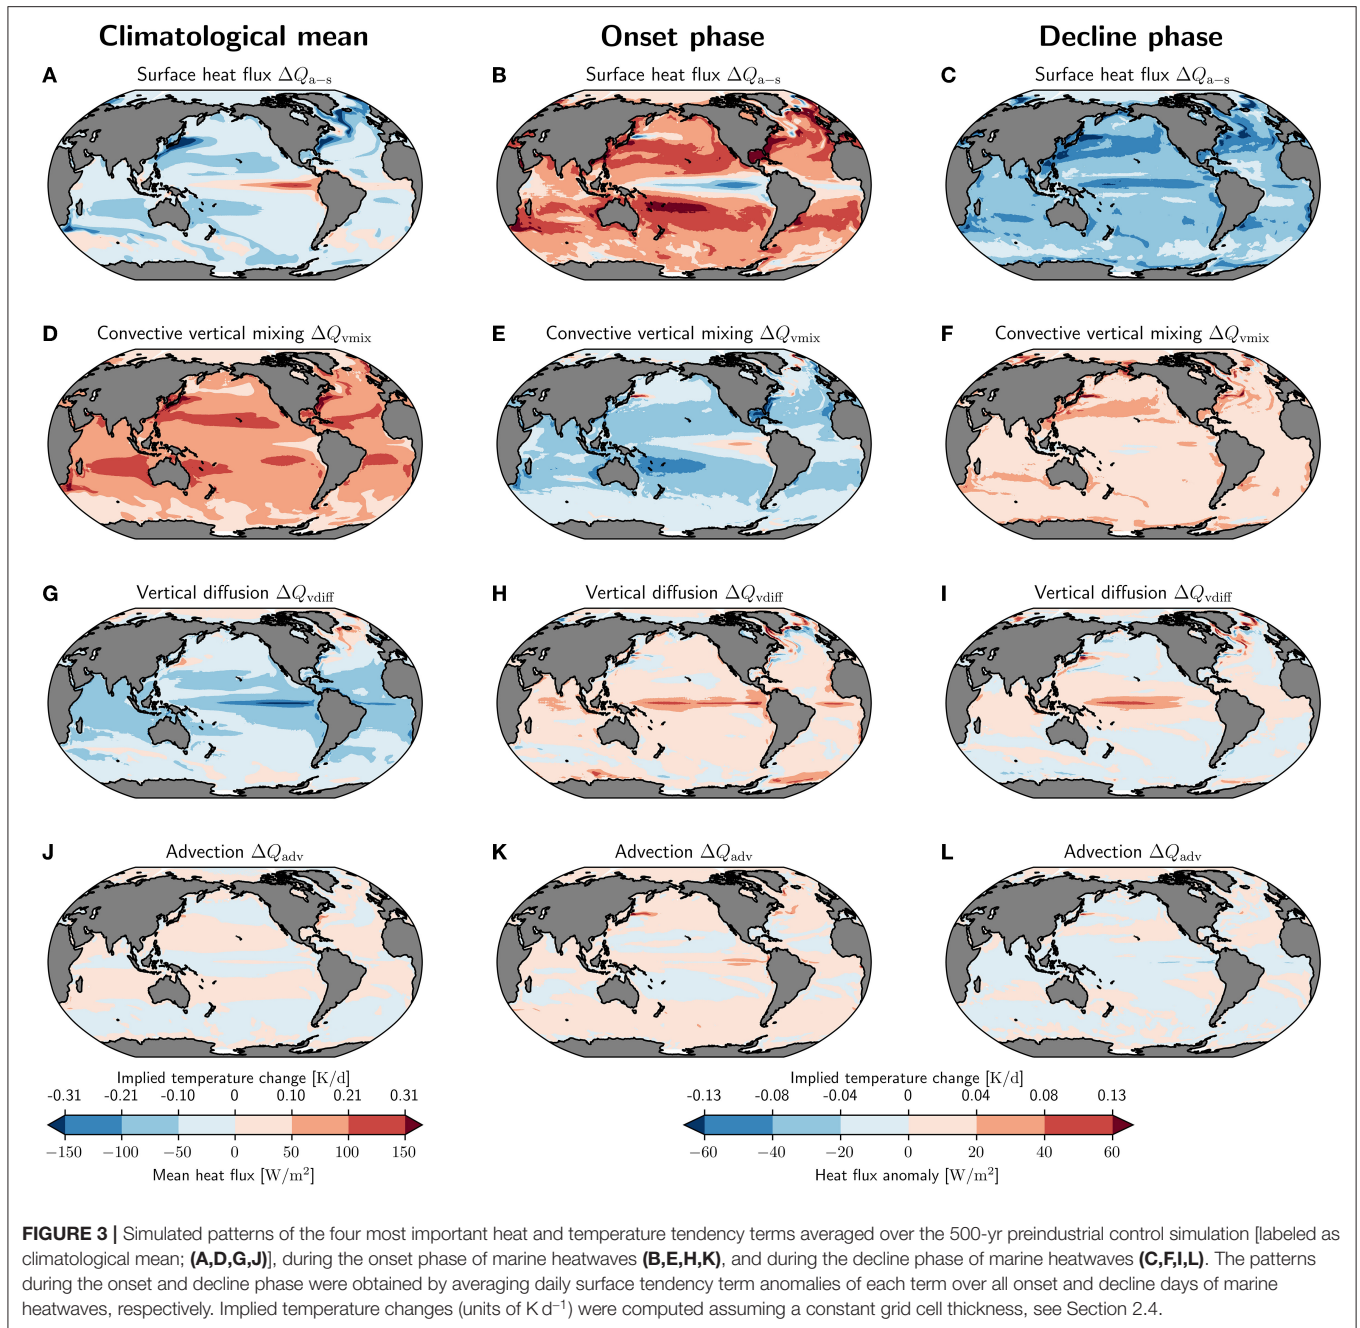 Climatological mean
Onset phase
Decline phase
A Surface heat flux ΔQa−s
B Surface heat flux ΔQa−s
C Surface heat flux ΔQa−s
D Convective vertical mixing ΔQvmix
E Convective vertical mixing ΔQvmix
F Convective vertical mixing ΔQvmix
G Vertical diffusion ΔQvdiff
H Vertical diffusion ΔQvdiff
I Vertical diffusion ΔQvdiff
J Advection ΔQadv
K Advection ΔQadv
L Advection ΔQadv
Implied temperature change [K/d]
-0.31 -0.21 -0.10 0 0.10 0.21 0.31
−150 −100 −50 0 50 100 150
Mean heat flux [W/m²]
Implied temperature change [K/d]
-0.13 -0.08 -0.04 0 0.04 0.08 0.13
−60 −40 −20 0 20 40 60
Heat flux anomaly [W/m²]
FIGURE 3 | Simulated patterns of the four most important heat and temperature tendency terms averaged over the 500-yr preindustrial control simulation [labeled as
climatological mean; (A,D,G,J)], during the onset phase of marine heatwaves (B,E,H,K), and during the decline phase of marine heatwaves (C,F,I,L). The patterns
during the onset and decline phase were obtained by averaging daily surface tendency term anomalies of each term over all onset and decline days of marine
heatwaves, respectively. Implied temperature changes (units of K d⁻¹) were computed assuming a constant grid cell thickness, see Section 2.4.